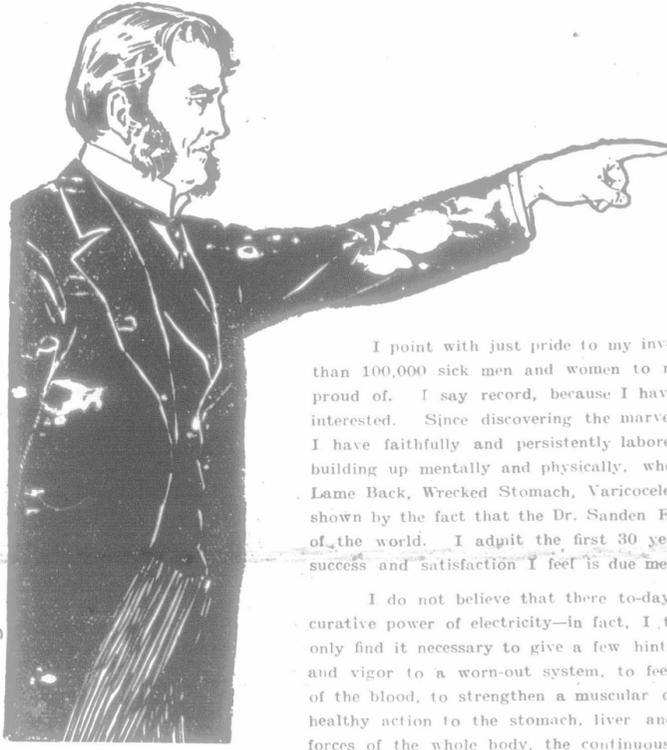 I point with just pride to my inv
than 100,000 sick men and women to
proud of. I say record, because I hav
interested. Since discovering the marve
I have faithfully and persistently labore
building up mentally and physically, wh
Lame Back, Wrecked Stomach, Varicocele
shown by the fact that the Dr. Sanden E
of the world. I admit the first 30 ye
success and satisfaction I feel is due me
I do not believe that there to-day
curative power of electricity—in fact, I t
only find it necessary to give a few hint
and vigor to a worn-out system, to fee
of the blood, to strengthen a muscular o
healthy action to the stomach, liver an
forces of the whole body, the continuou